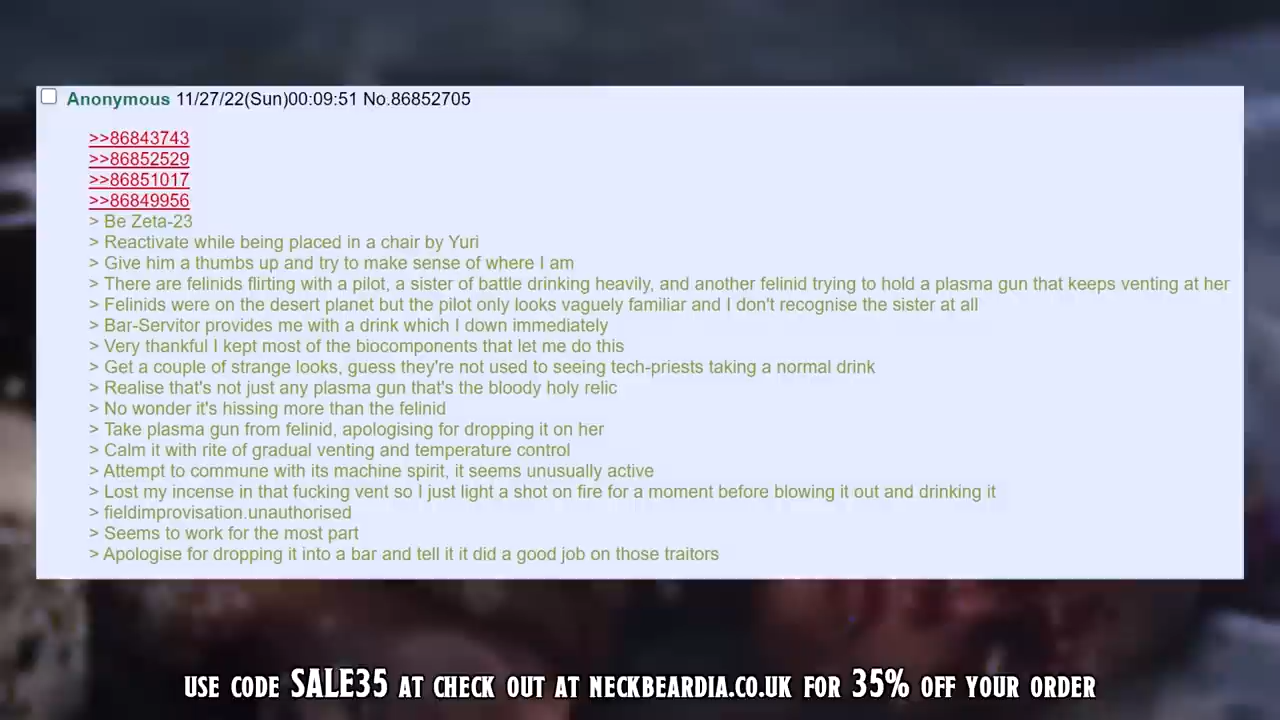 Anonymous 11/27/22(Sun)00:09:51 No.86852705
>>86843743
>>86852529
>>86851017
>>86849956
> Be Zeta-23
> Reactivate while being placed in a chair by Yuri
> Give him a thumbs up and try to make sense of where I am
> There are felinids flirting with a pilot, a sister of battle drinking heavily, and another felinid trying to hold a plasma gun that keeps venting at her
> Felinids were on the desert planet but the pilot only looks vaguely familiar and I don't recognise the sister at all
> Bar-Servitor provides me with a drink which I down immediately
> Very thankful I kept most of the biocomponents that let me do this
> Get a couple of strange looks, guess they're not used to seeing tech-priests taking a normal drink
> Realise that's not just any plasma gun that's the bloody holy relic
> No wonder it's hissing more than the felinid
> Take plasma gun from felinid, apologising for dropping it on her
> Calm it with rite of gradual venting and temperature control
> Attempt to commune with its machine spirit, it seems unusually active
> Lost my incense in that fucking vent so I just light a shot on fire for a moment before blowing it out and drinking it
> fieldimprovisation.unauthorised
> Seems to work for the most part
> Apologise for dropping it into a bar and tell it it did a good job on those traitors
USE CODE SALE35 AT CHECK OUT AT NECKBEARDIA.CO.UK FOR 35% OFF YOUR ORDER